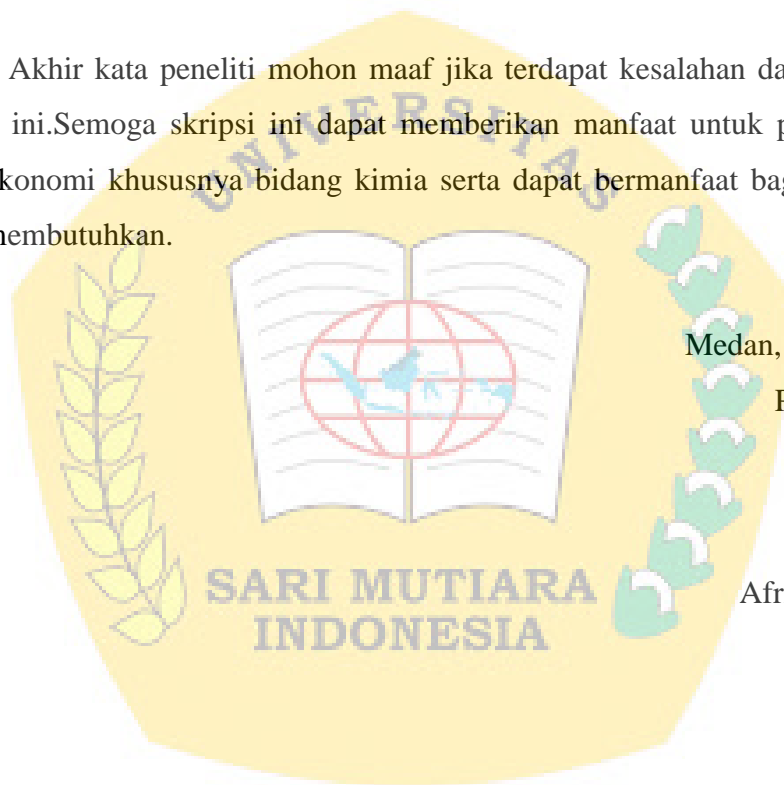 Akhir kata peneliti mohon maaf jika terdapat kesalahan da
ini.Semoga skripsi ini dapat memberikan manfaat untuk p
konomi khususnya bidang kimia serta dapat bermanfaat bag
membutuhkan.
UNIVERSITAS
Medan,
SARI MUTIARA
INDONESIA
Afr